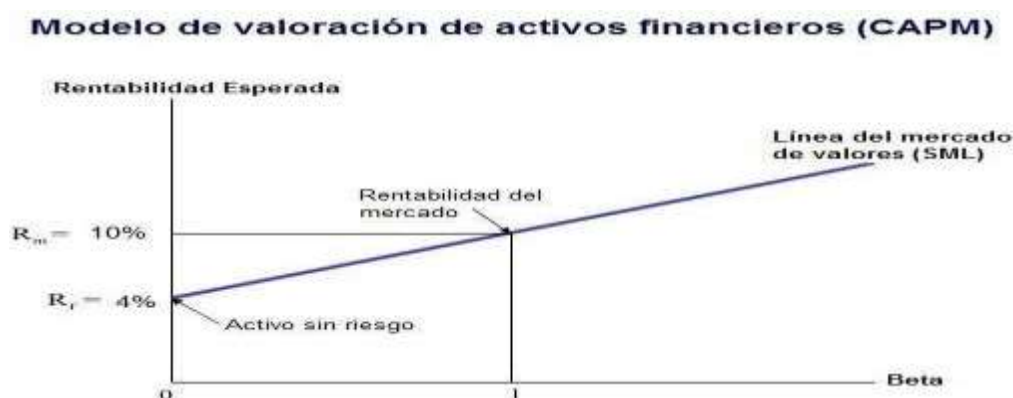 Modelo de valoración de activos financieros (CAPM)
Rentabilidad Esperada
Línea del mercado
de valores (SML)
Rentabilidad del
mercado
Rm = 10%
Rf = 4%
Activo sin riesgo
Beta
0
1